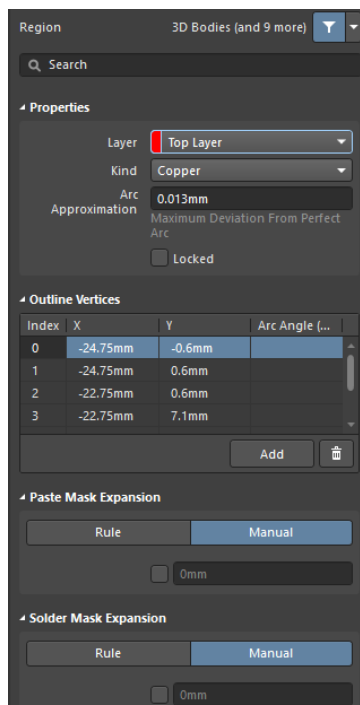 Region 3D Bodies (and 9 more)
Search
Properties
Layer Top Layer
Kind Copper
Arc Approximation 0.013mm
Maximum Deviation From Perfect
Arc
Locked
Outline Vertices
Index X Y Arc Angle (...
0 -24.75mm -0.6mm
1 -24.75mm 0.6mm
2 -22.75mm 0.6mm
3 -22.75mm 7.1mm
Add
Paste Mask Expansion
Rule Manual
0mm
Solder Mask Expansion
Rule Manual
0mm